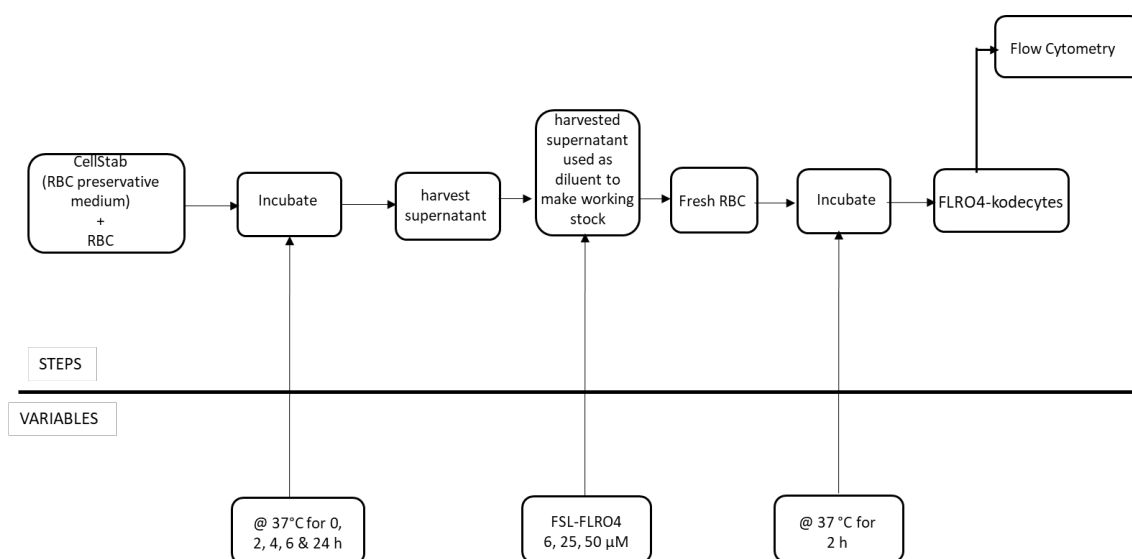 Flow Cytometry
CellStab
(RBC preservative
medium)
+
RBC
Incubate
harvest
supernatant
harvested
supernatant
used as
diluent to
make working
stock
Fresh RBC
Incubate
FLRO4-kodecytes
STEPS
VARIABLES
@ 37°C for 0,
2, 4, 6 & 24 h
FSL-FLRO4
6, 25, 50 µM
@ 37 °C for
2 h